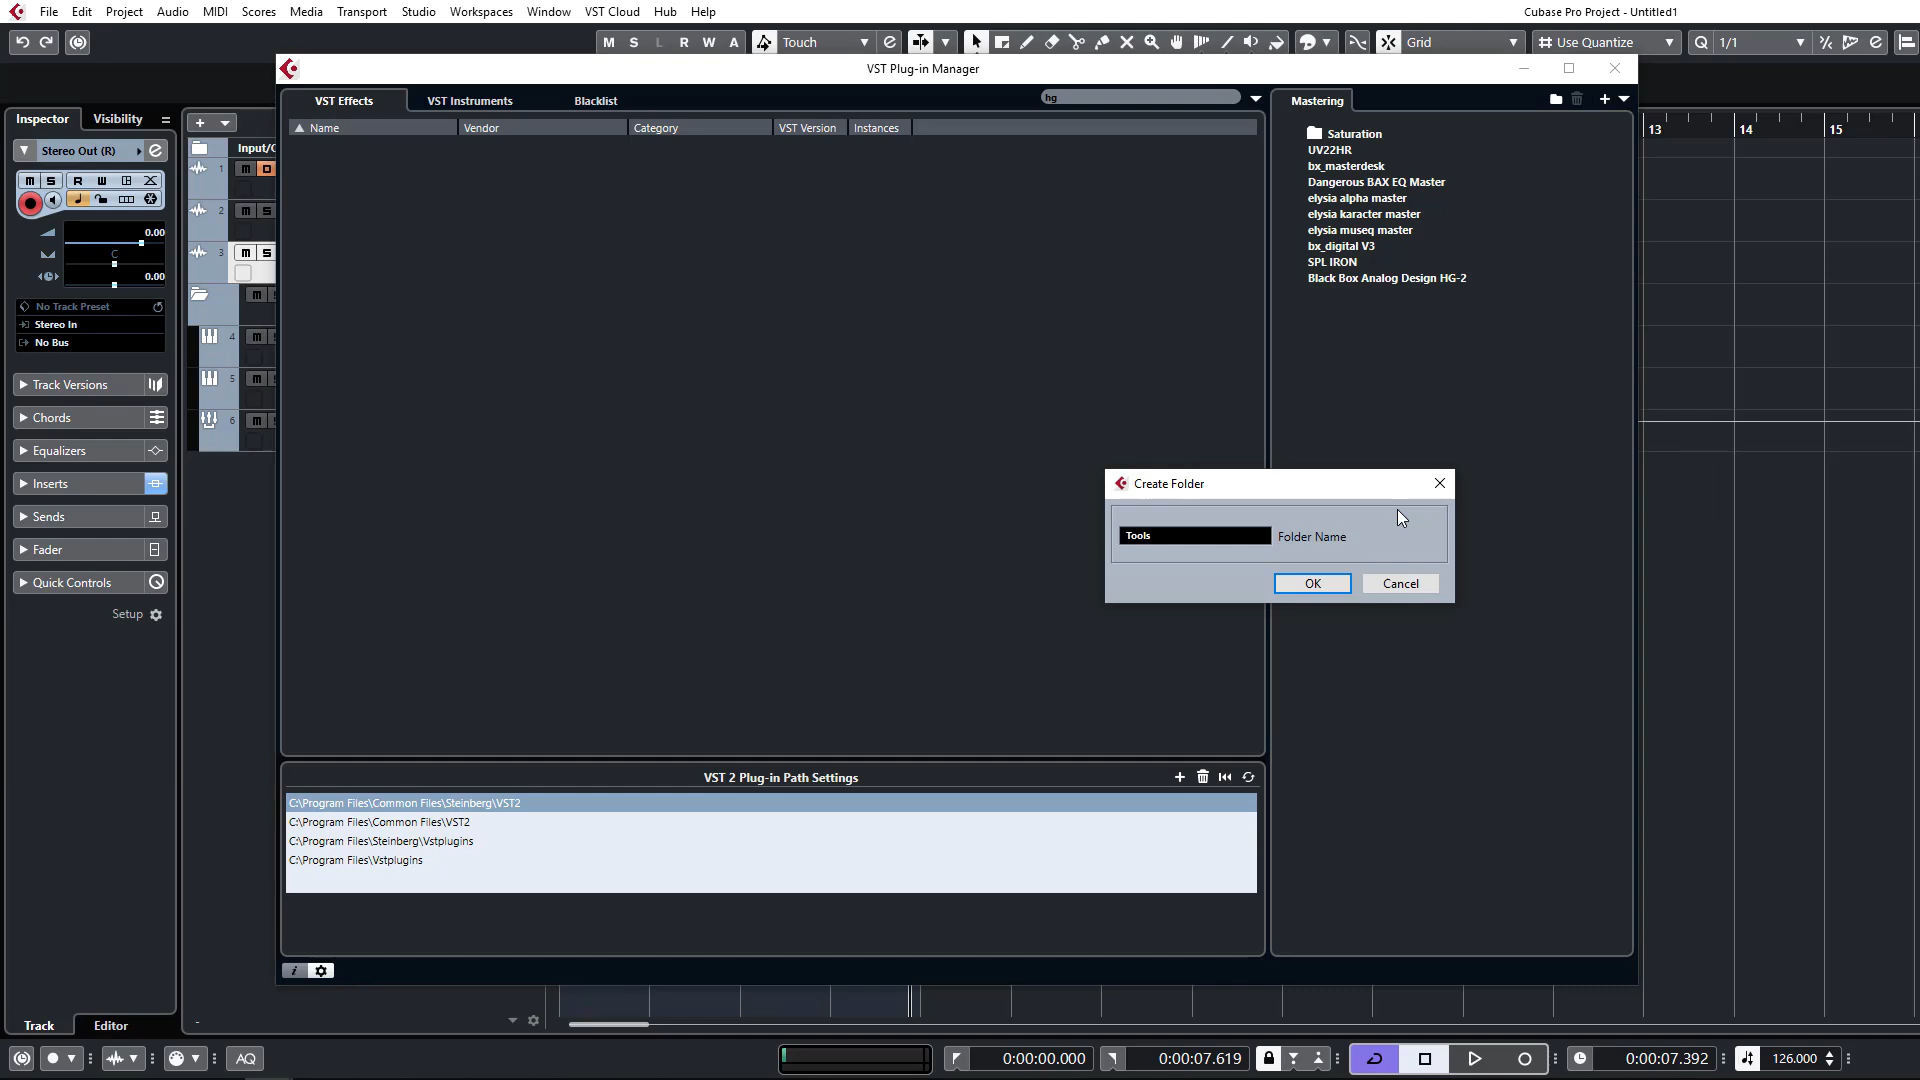 File Edit Project Audio MIDI Scores Media Transport Studio Workspaces Window VST Cloud Hub Help
Cubase Pro Project - Untitled1
M S L R W A
Touch
Grid
Use Quantize
Q 1/1
VST Plug-in Manager
VST Effects VST Instruments Blacklist
hg
Mastering
Name Vendor Category VST Version Instances
Saturation
UV22HR
bx_masterdesk
Dangerous BAX EQ Master
elysia alpha master
elysia karacter master
elysia museq master
bx_digital V3
SPL IRON
Black Box Analog Design HG-2
Inspector Visibility
Stereo Out (R)
M S R W
0.00
C
0.00
No Track Preset
Stereo In
No Bus
Track Versions
Chords
Equalizers
Inserts
Sends
Fader
Quick Controls
Setup
Input/C
1 m
2 m S
3 m S
m
4 m
5 m
6 m
13 14 15
Create Folder
Tools
Folder Name
OK Cancel
VST 2 Plug-in Path Settings
C:\Program Files\Common Files\Steinberg\VST2
C:\Program Files\Common Files\VST2
C:\Program Files\Steinberg\Vstplugins
C:\Program Files\Vstplugins
i
Track Editor
-
AQ
0:00:00.000
0:00:07.619
0:00:07.392
126.000